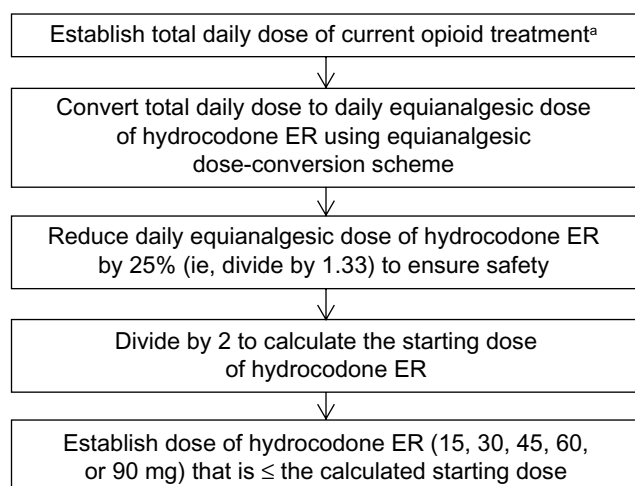 Establish total daily dose of current opioid treatmentᵃ
Convert total daily dose to daily equianalgesic dose
of hydrocodone ER using equianalgesic
dose-conversion scheme
Reduce daily equianalgesic dose of hydrocodone ER
by 25% (ie, divide by 1.33) to ensure safety
Divide by 2 to calculate the starting dose
of hydrocodone ER
Establish dose of hydrocodone ER (15, 30, 45, 60,
or 90 mg) that is ≤ the calculated starting dose